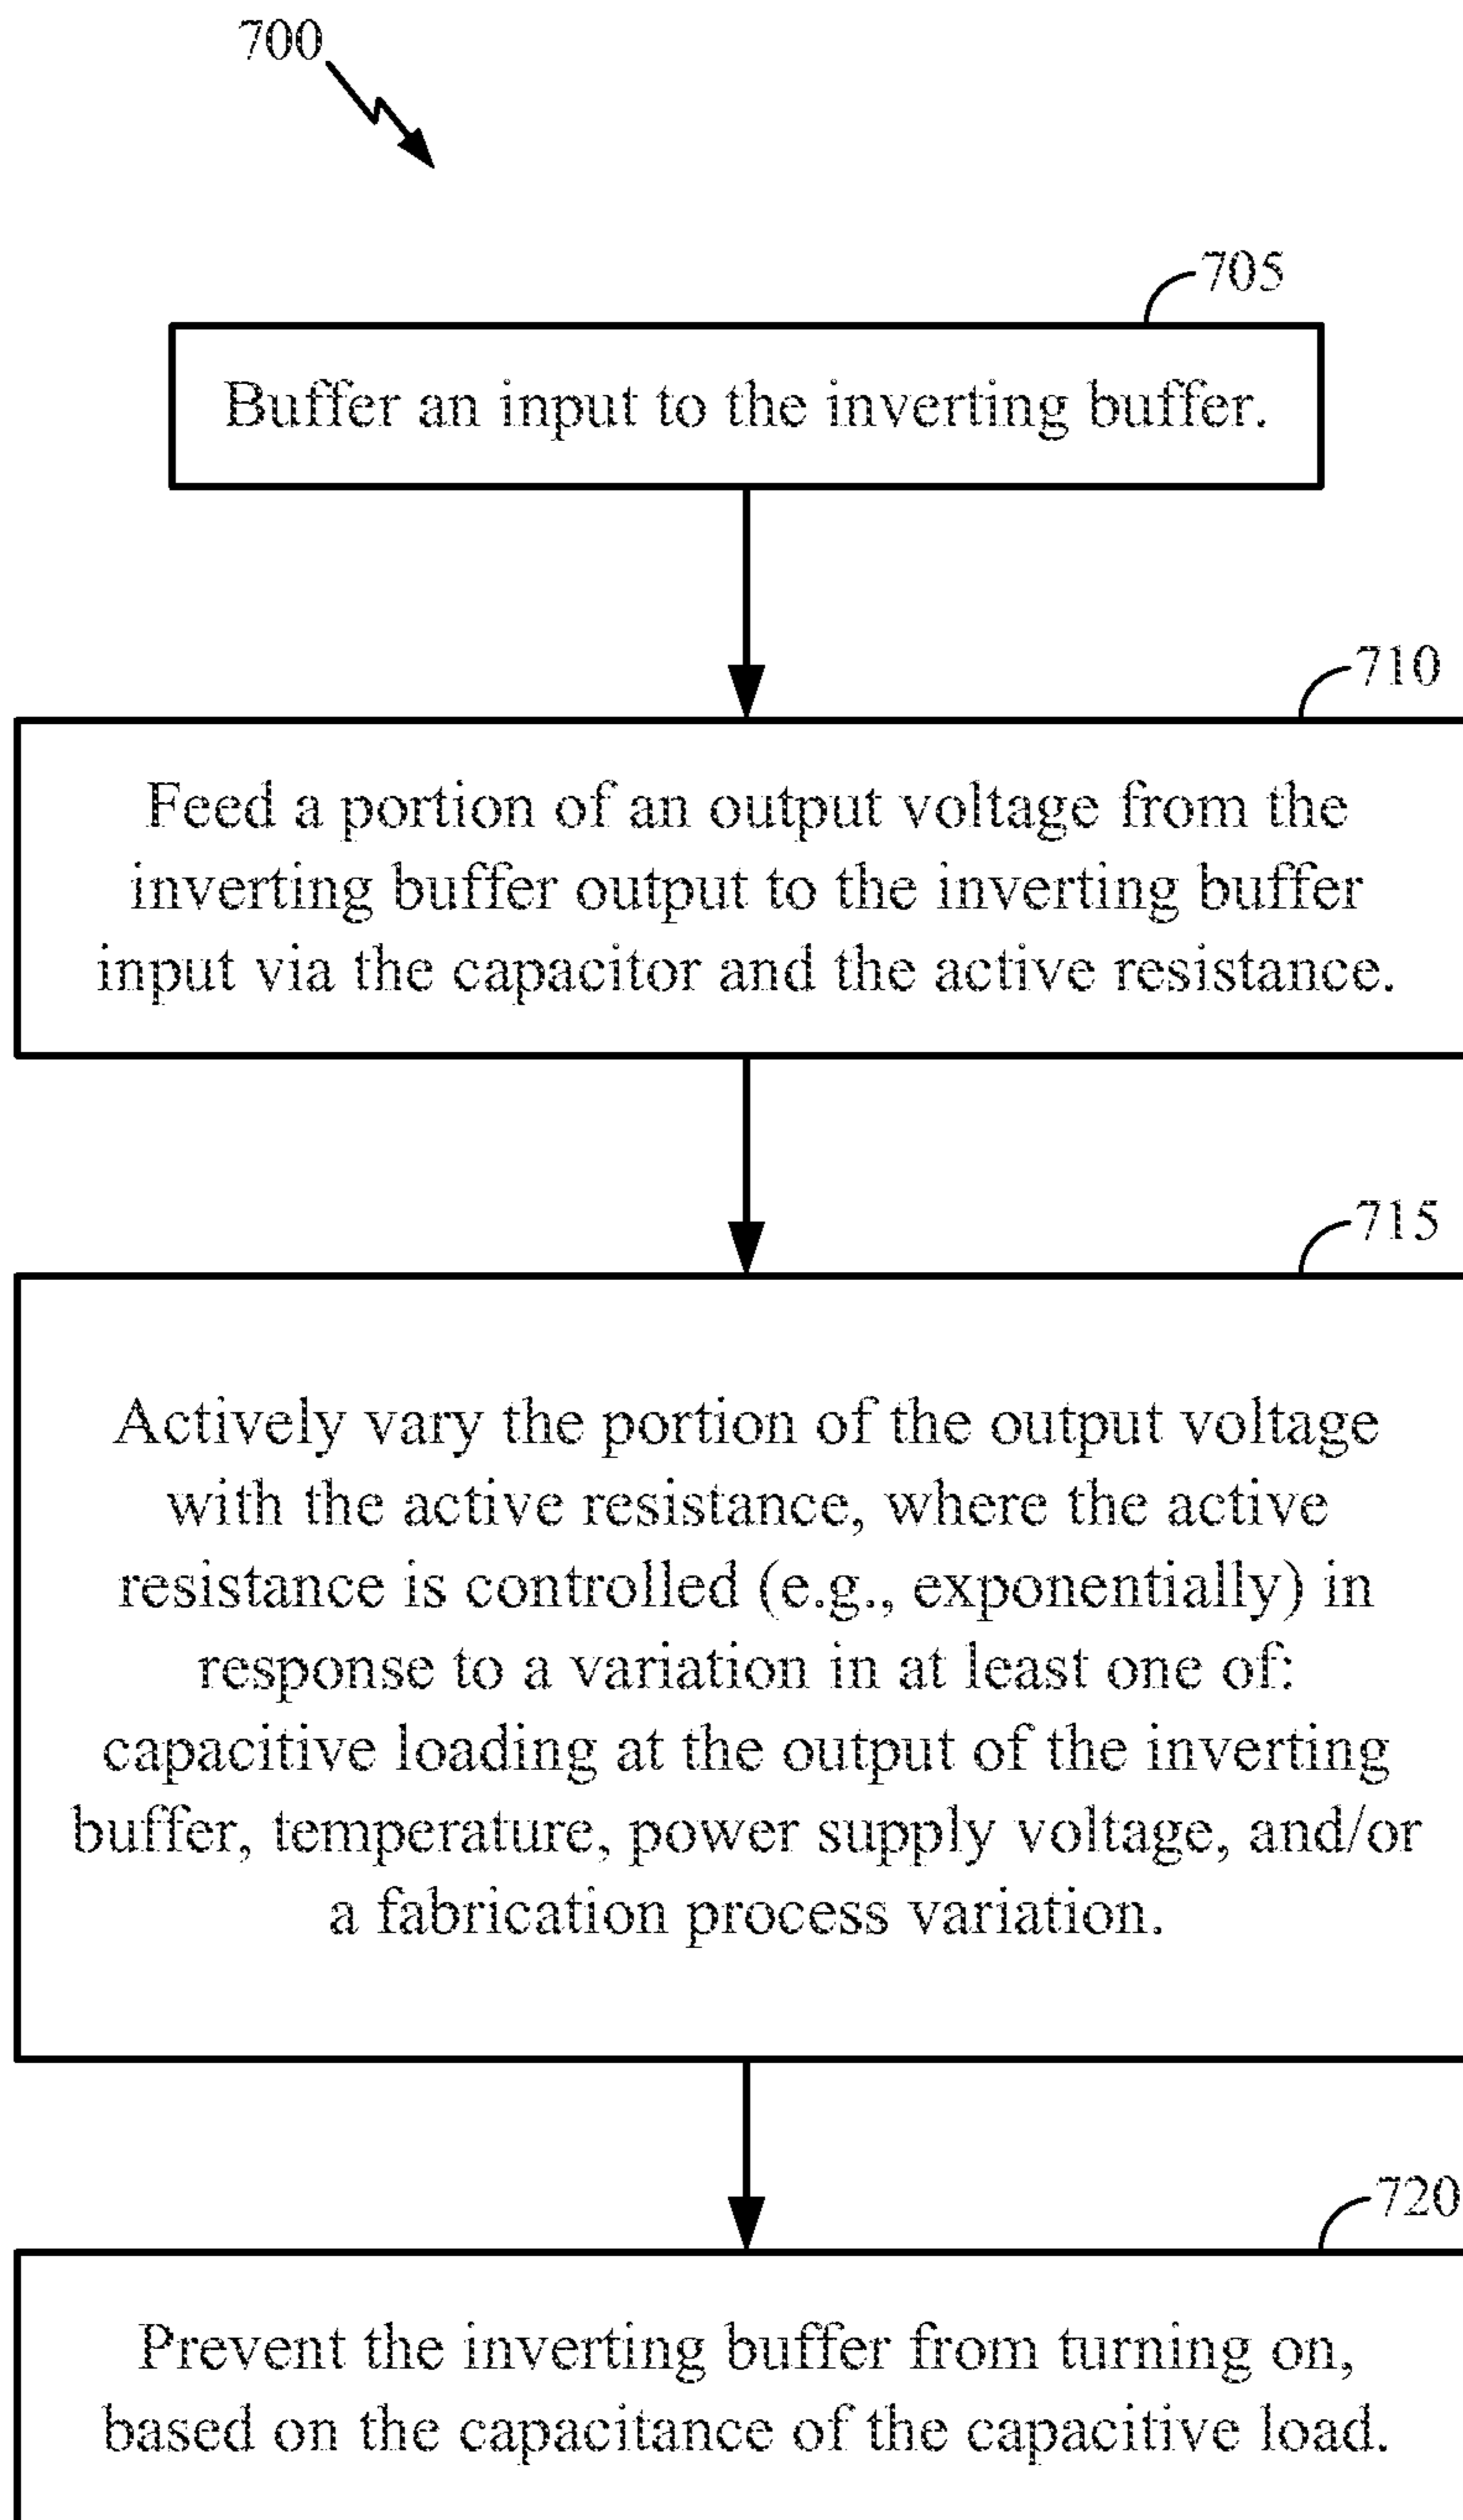 700
705
Buffer an input to the inverting buffer.
710
Feed a portion of an output voltage from the
inverting buffer output to the inverting buffer
input via the capacitor and the active resistance.
715
Actively vary the portion of the output voltage
with the active resistance, where the active
resistance is controlled (e.g., exponentially) in
response to a variation in at least one of:
capacitive loading at the output of the inverting
buffer, temperature, power supply voltage, and/or
a fabrication process variation.
720
Prevent the inverting buffer from turning on,
based on the capacitance of the capacitive load.